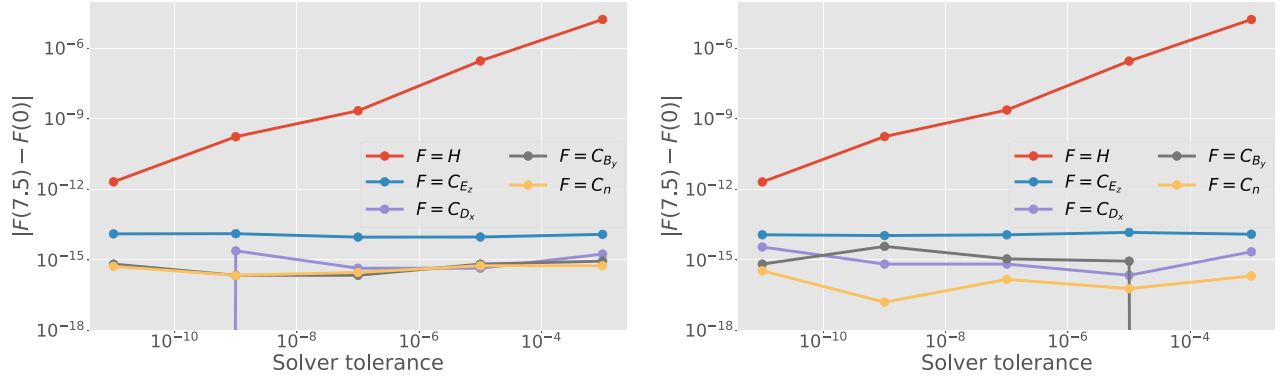 10^{-6}
10^{-9}
10^{-12}
10^{-15}
10^{-18}
|F(7.5) − F(0)|
F = H
F = C_{E_z}
F = C_{D_x}
F = C_{B_y}
F = C_n
10^{-10}
10^{-8}
10^{-6}
10^{-4}
Solver tolerance
10^{-6}
10^{-9}
10^{-12}
10^{-15}
10^{-18}
|F(7.5) − F(0)|
F = H
F = C_{E_z}
F = C_{D_x}
F = C_{B_y}
F = C_n
10^{-10}
10^{-8}
10^{-6}
10^{-4}
Solver tolerance